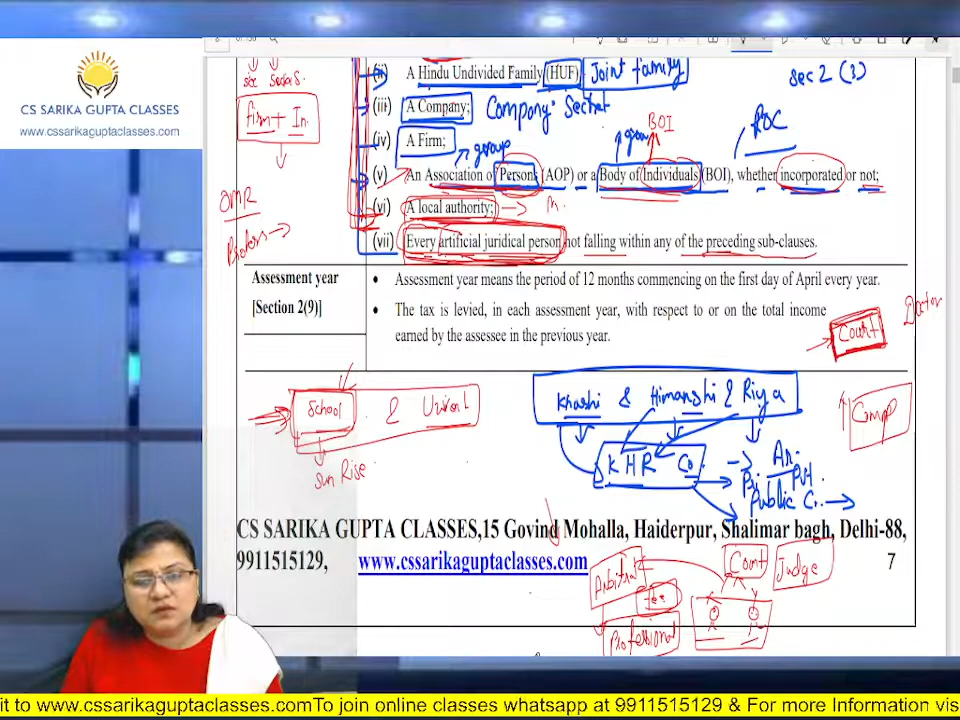 CS SARIKA GUPTA CLASSES
www.cssarikaguptaclasses.com
firm + In.
OMR
(ii) A Hindu Undivided Family (HUF) Joint family
sec 2 (3)
(iii) A Company; Company:
(iv) A Firm;
group
BOI
ROC
(v) An Association of Persons (AOP) or a Body of Individuals (BOI), whether incorporated or not;
(vi) A local authority;
(vii) Every artificial juridical person not falling within any of the preceding sub-clauses.
Assessment year
[Section 2(9)]
• Assessment year means the period of 12 months commencing on the first day of April every year.
• The tax is levied, in each assessment year, with respect to or on the total income
earned by the assessee in the previous year.
Court
Doctor
School & 
Sun Rise
Khashi & Himanshi & Riya
Comp
K H R Co.
Public C.
CS SARIKA GUPTA CLASSES,15 Govind Mohalla, Haiderpur, Shalimar bagh, Delhi-88,
9911515129, www.cssarikaguptaclasses.com
7
Judge
Professional
it to www.cssarikaguptaclasses.comTo join online classes whatsapp at 9911515129 & For more Information vis